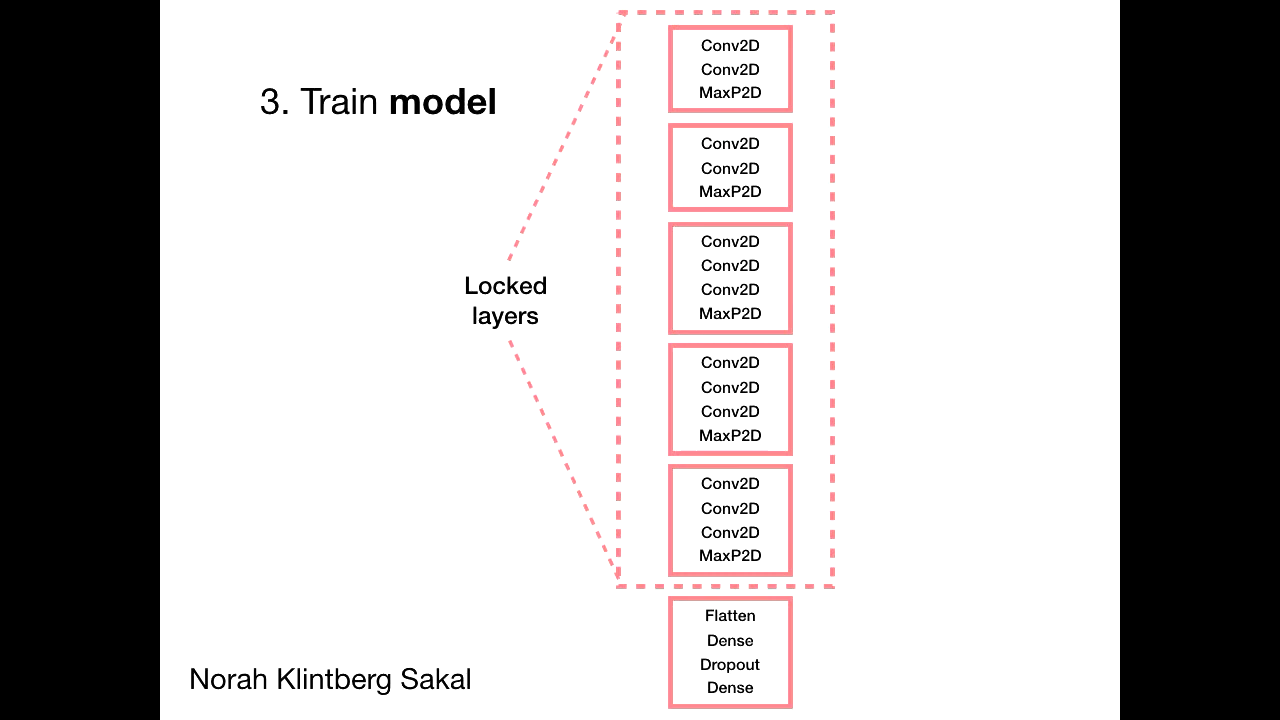 3. Train model
Locked
layers
Conv2D
Conv2D
MaxP2D
Conv2D
Conv2D
MaxP2D
Conv2D
Conv2D
Conv2D
MaxP2D
Conv2D
Conv2D
Conv2D
MaxP2D
Conv2D
Conv2D
Conv2D
MaxP2D
Flatten
Dense
Dropout
Dense
Norah Klintberg Sakal